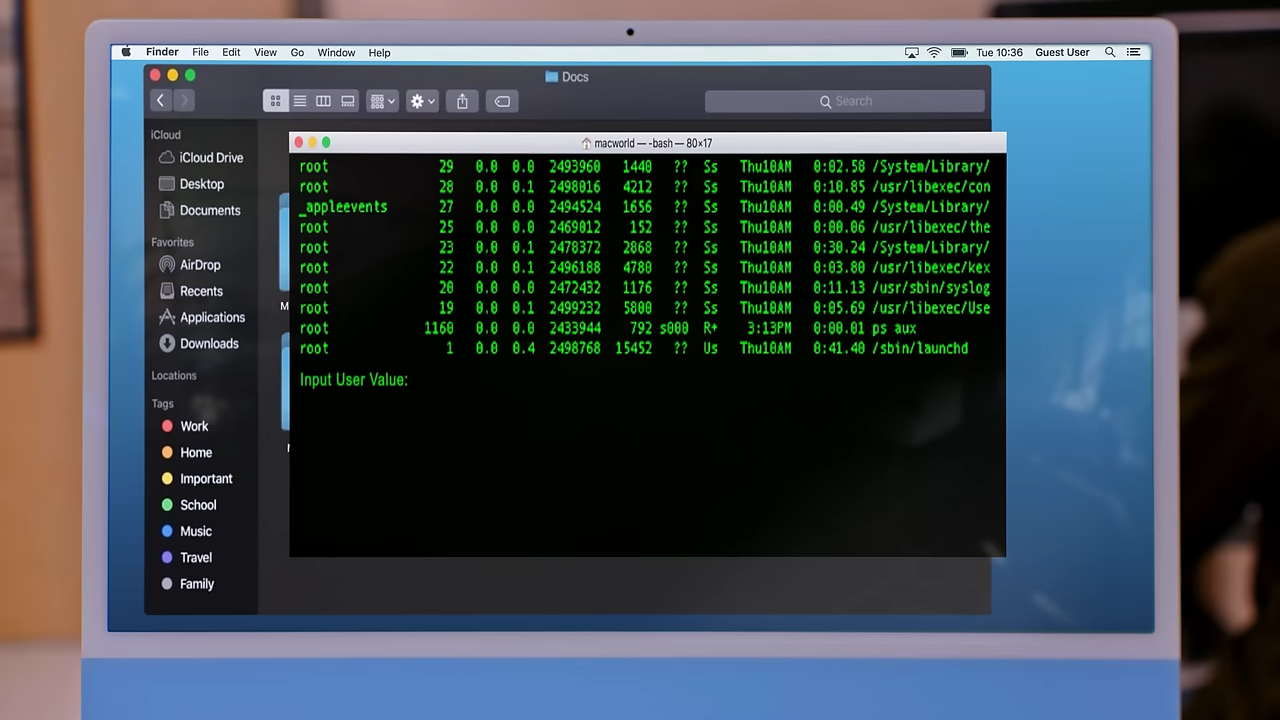 Finder File Edit View Go Window Help Tue 10:36 Guest User
Docs
Search
iCloud
iCloud Drive
Desktop
Documents
Favorites
AirDrop
Recents
Applications
Downloads
Locations
Tags
Work
Home
Important
School
Music
Travel
Family
M
macworld — -bash — 80×17
root 29 0.0 0.0 2493960 1440 ?? Ss Thu10AM 0:02.58 /System/Library/
root 28 0.0 0.1 2498016 4212 ?? Ss Thu10AM 0:10.85 /usr/libexec/con
_appleevents 27 0.0 0.0 2494524 1656 ?? Ss Thu10AM 0:00.49 /System/Library/
root 25 0.0 0.0 2469812 152 ?? Ss Thu10AM 0:00.06 /usr/libexec/the
root 23 0.0 0.1 2478372 2868 ?? Ss Thu10AM 0:30.24 /System/Library/
root 22 0.0 0.1 2496188 4780 ?? Ss Thu10AM 0:03.80 /usr/libexec/kex
root 20 0.0 0.0 2472432 1176 ?? Ss Thu10AM 0:11.13 /usr/sbin/syslog
root 19 0.0 0.1 2499232 5800 ?? Ss Thu10AM 0:05.69 /usr/libexec/Use
root 1160 0.0 0.0 2433944 792 s000 R+ 3:13PM 0:00.01 ps aux
root 1 0.0 0.4 2498768 15452 ?? Us Thu10AM 0:41.40 /sbin/launchd
Input User Value: